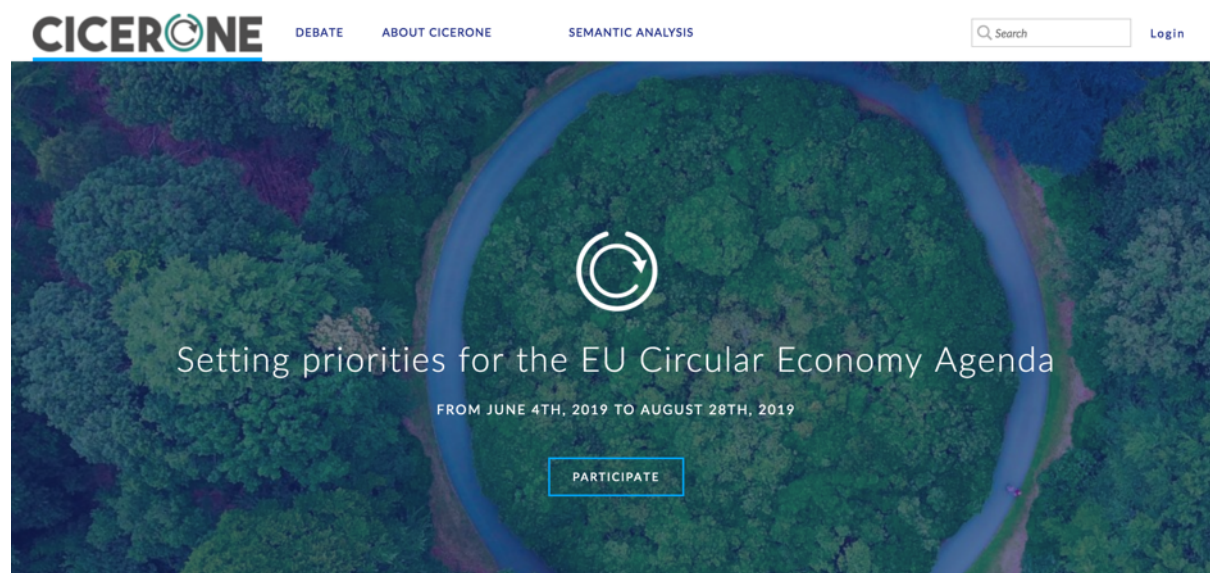 CICERONE
DEBATE ABOUT CICERONE SEMANTIC ANALYSIS Search Login
Setting priorities for the EU Circular Economy Agenda
FROM JUNE 4TH, 2019 TO AUGUST 28TH, 2019
PARTICIPATE